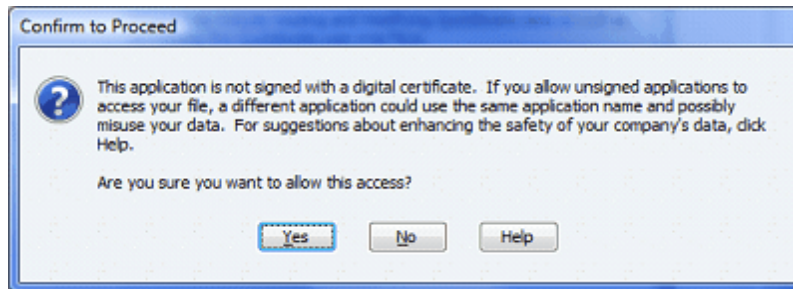 Confirm to Proceed
This application is not signed with a digital certificate. If you allow unsigned applications to
access your file, a different application could use the same application name and possibly
misuse your data. For suggestions about enhancing the safety of your company's data, click
Help.
Are you sure you want to allow this access?
Yes No Help